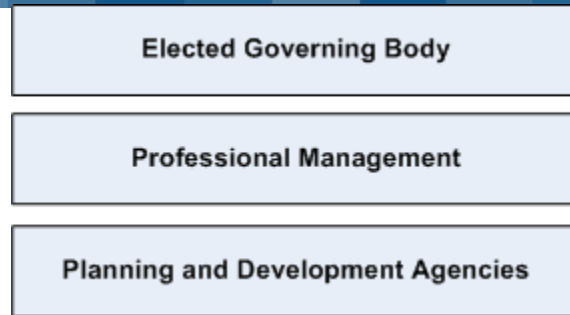 Elected Governing Body
Professional Management
Planning and Development Agencies